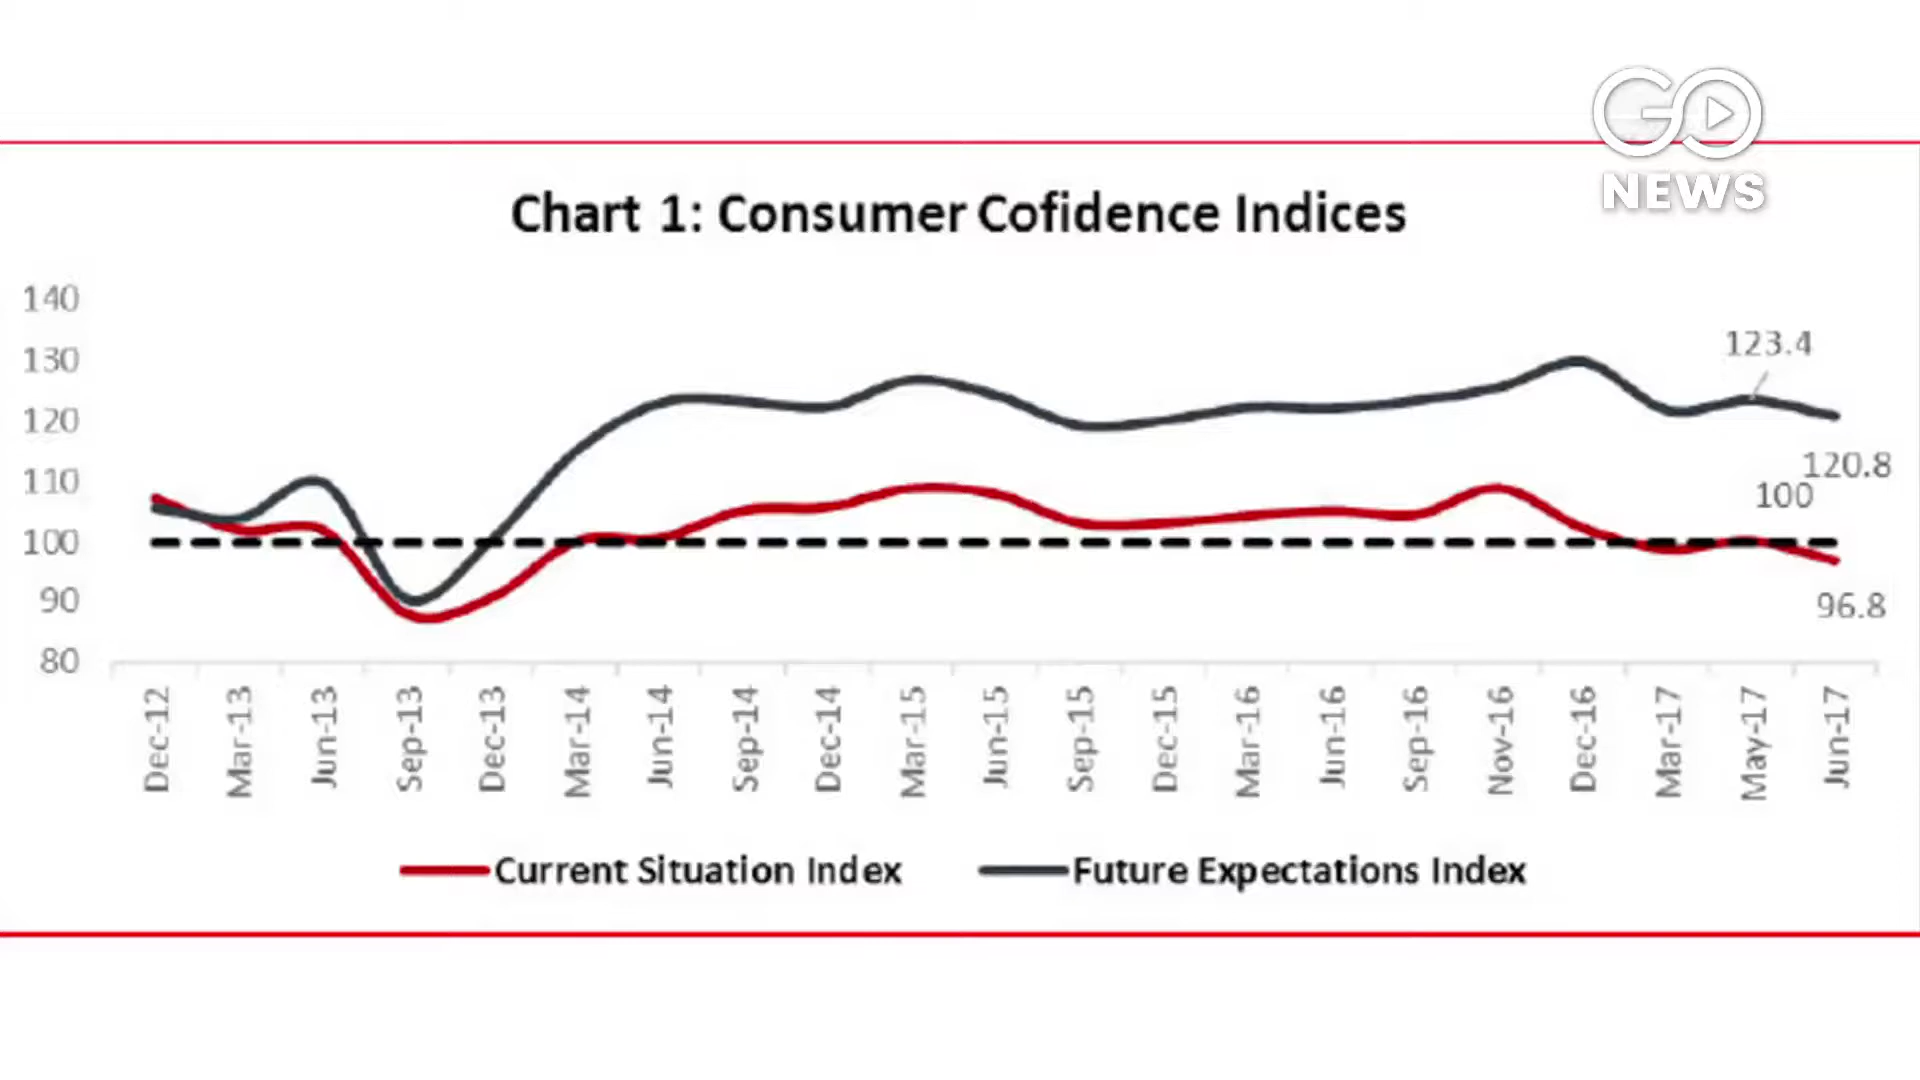 GO
NEWS
Chart 1: Consumer Cofidence Indices
140
130
120
110
100
90
80
123.4
120.8
100
96.8
Dec-12
Mar-13
Jun-13
Sep-13
Dec-13
Mar-14
Jun-14
Sep-14
Dec-14
Mar-15
Jun-15
Sep-15
Dec-15
Mar-16
Jun-16
Sep-16
Nov-16
Dec-16
Mar-17
May-17
Jun-17
Current Situation Index
Future Expectations Index